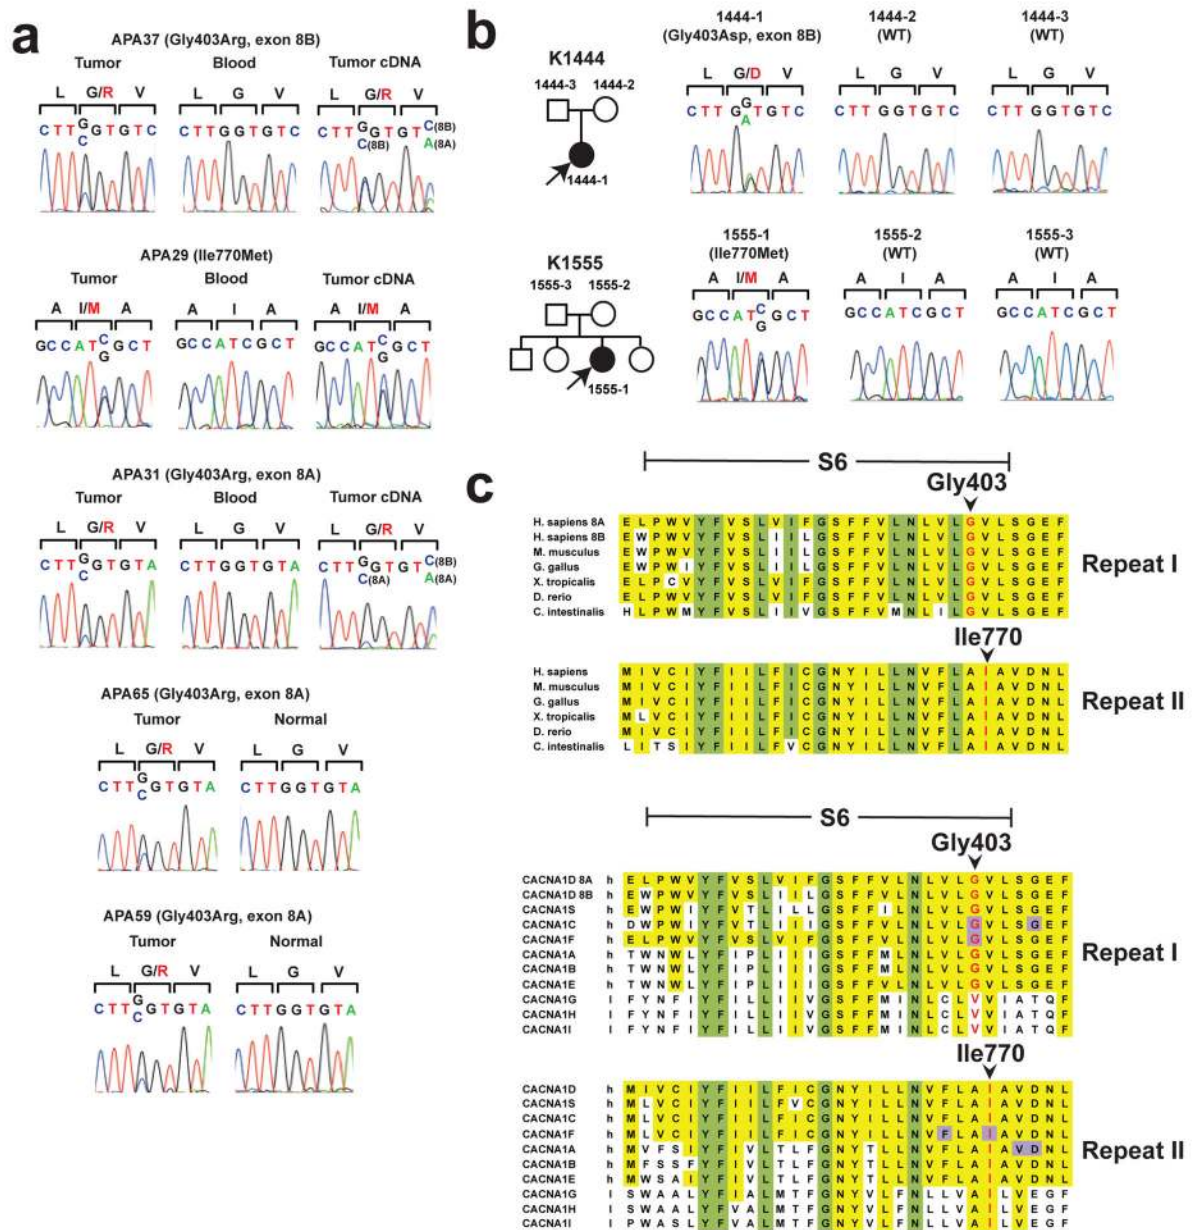 a
APA37 (Gly403Arg, exon 8B)
Tumor Blood Tumor cDNA
L G/R V L G V L G/R V
C T T G G T G T C C T T G G T G T C C T T G G T G T C (8B)
C C (8B) A (8A)
APA29 (Ile770Met)
Tumor Blood Tumor cDNA
A I/M A A I A A I/M A
G C C A T C G C T G C C A T C G C T G C C A T C G C T
G G
APA31 (Gly403Arg, exon 8A)
Tumor Blood Tumor cDNA
L G/R V L G V L G/R V
C T T G G T G T A C T T G G T G T A C T T G G T G T C (8B)
C C (8A) A (8A)
APA65 (Gly403Arg, exon 8A)
Tumor Normal
L G/R V L G V
C T T G G T G T A C T T G G T G T A
C
APA59 (Gly403Arg, exon 8A)
Tumor Normal
L G/R V L G V
C T T G G T G T A C T T G G T G T A
C
b
K1444
1444-3 1444-2
1444-1
1444-1 1444-2 1444-3
(Gly403Asp, exon 8B) (WT) (WT)
L G/D V L G V L G V
C T T G G T G T C C T T G G T G T C C T T G G T G T C
A
K1555
1555-3 1555-2
1555-1
1555-1 1555-2 1555-3
(Ile770Met) (WT) (WT)
A I/M A A I A A I A
G C C A T C G C T G C C A T C G C T G C C A T C G C T
G
c
S6
Gly403
H. sapiens 8A E L P W V Y F V S L V I F G S F F V L N L V L G V L S G E F
H. sapiens 8B E W P W V Y F V S L I I L G S F F V L N L V L G V L S G E F
M. musculus E W P W V Y F V S L I I L G S F F V L N L V L G V L S G E F
G. gallus E W P W I Y F V S L I I L G S F F V L N L V L G V L S G E F
X. tropicalis E L P C V Y F V S L V I F G S F F V L N L V L G V L S G E F
D. rerio E L P W V Y F V S L V I F G S F F V L N L V L G V L S G E F
C. intestinalis H L P W M Y F V S L I I V G S F F V M N L I L G V L S G E F
Repeat I
Ile770
H. sapiens M I V C I Y F I I L F I C G N Y I L L N V F L A I A V D N L
M. musculus M I V C I Y F I I L F I C G N Y I L L N V F L A I A V D N L
G. gallus M I V C I Y F I I L F I C G N Y I L L N V F L A I A V D N L
X. tropicalis M L V C I Y F I I L F I C G N Y I L L N V F L A I A V D N L
D. rerio M I V C I Y F I I L F I C G N Y I L L N V F L A I A V D N L
C. intestinalis L I T S I Y F I I L F V C G N Y I L L N V F L A I A V D N L
Repeat II
S6
Gly403
CACNA1D 8A h E L P W V Y F V S L V I F G S F F V L N L V L G V L S G E F
CACNA1D 8B h E W P W V Y F V S L I I L G S F F V L N L V L G V L S G E F
CACNA1S h E W P W I Y F V T L I L L G S F F I L N L V L G V L S G E F
CACNA1C h D W P W I Y F V T L I I I G S F F V L N L V L G V L S G E F
CACNA1F h E L P W V Y F V S L V I F G S F F V L N L V L G V L S G E F
CACNA1A h T W N W L Y F I P L I I I G S F F M L N L V L G V L S G E F
CACNA1B h T W N W L Y F I P L I I I G S F F M L N L V L G V L S G E F
CACNA1E h T W N W L Y F I P L I I I G S F F V L N L V L G V L S G E F
CACNA1G I F Y N F I Y F I L L I I V G S F F M I N L C L V V I A T Q F
CACNA1H I F Y N F I Y F I L L I I V G S F F M I N L C L V V I A T Q F
CACNA1I I F Y N F I Y F I L L I I V G S F F M I N L C L V V I A T Q F
Repeat I
Ile770
CACNA1D h M I V C I Y F I I L F I C G N Y I L L N V F L A I A V D N L
CACNA1S h M L V C I Y F I I L F V C G N Y I L L N V F L A I A V D N L
CACNA1C h M L V C I Y F I I L F I C G N Y I L L N V F L A I A V D N L
CACNA1F h M L V C I Y F I I L F I C G N Y I L L N V F L A I A V D N L
CACNA1A h M V F S I Y F I V L T L F G N Y T L L N V F L A I A V D N L
CACNA1B h M F S S F Y F I V L T L F G N Y T L L N V F L A I A V D N L
CACNA1E h M W S A I Y F I V L T L F G N Y T L L N V F L A I A V D N L
CACNA1G I S W A A L Y F I A L M T F G N Y V L F N L L V A I L V E G F
CACNA1H I S W A A L Y F V A L M T F G N Y V L F N L L V A I L V E G F
CACNA1I I P W A S L Y F V A L M T F G N Y V L F N L L V A I L V E G F
Repeat II